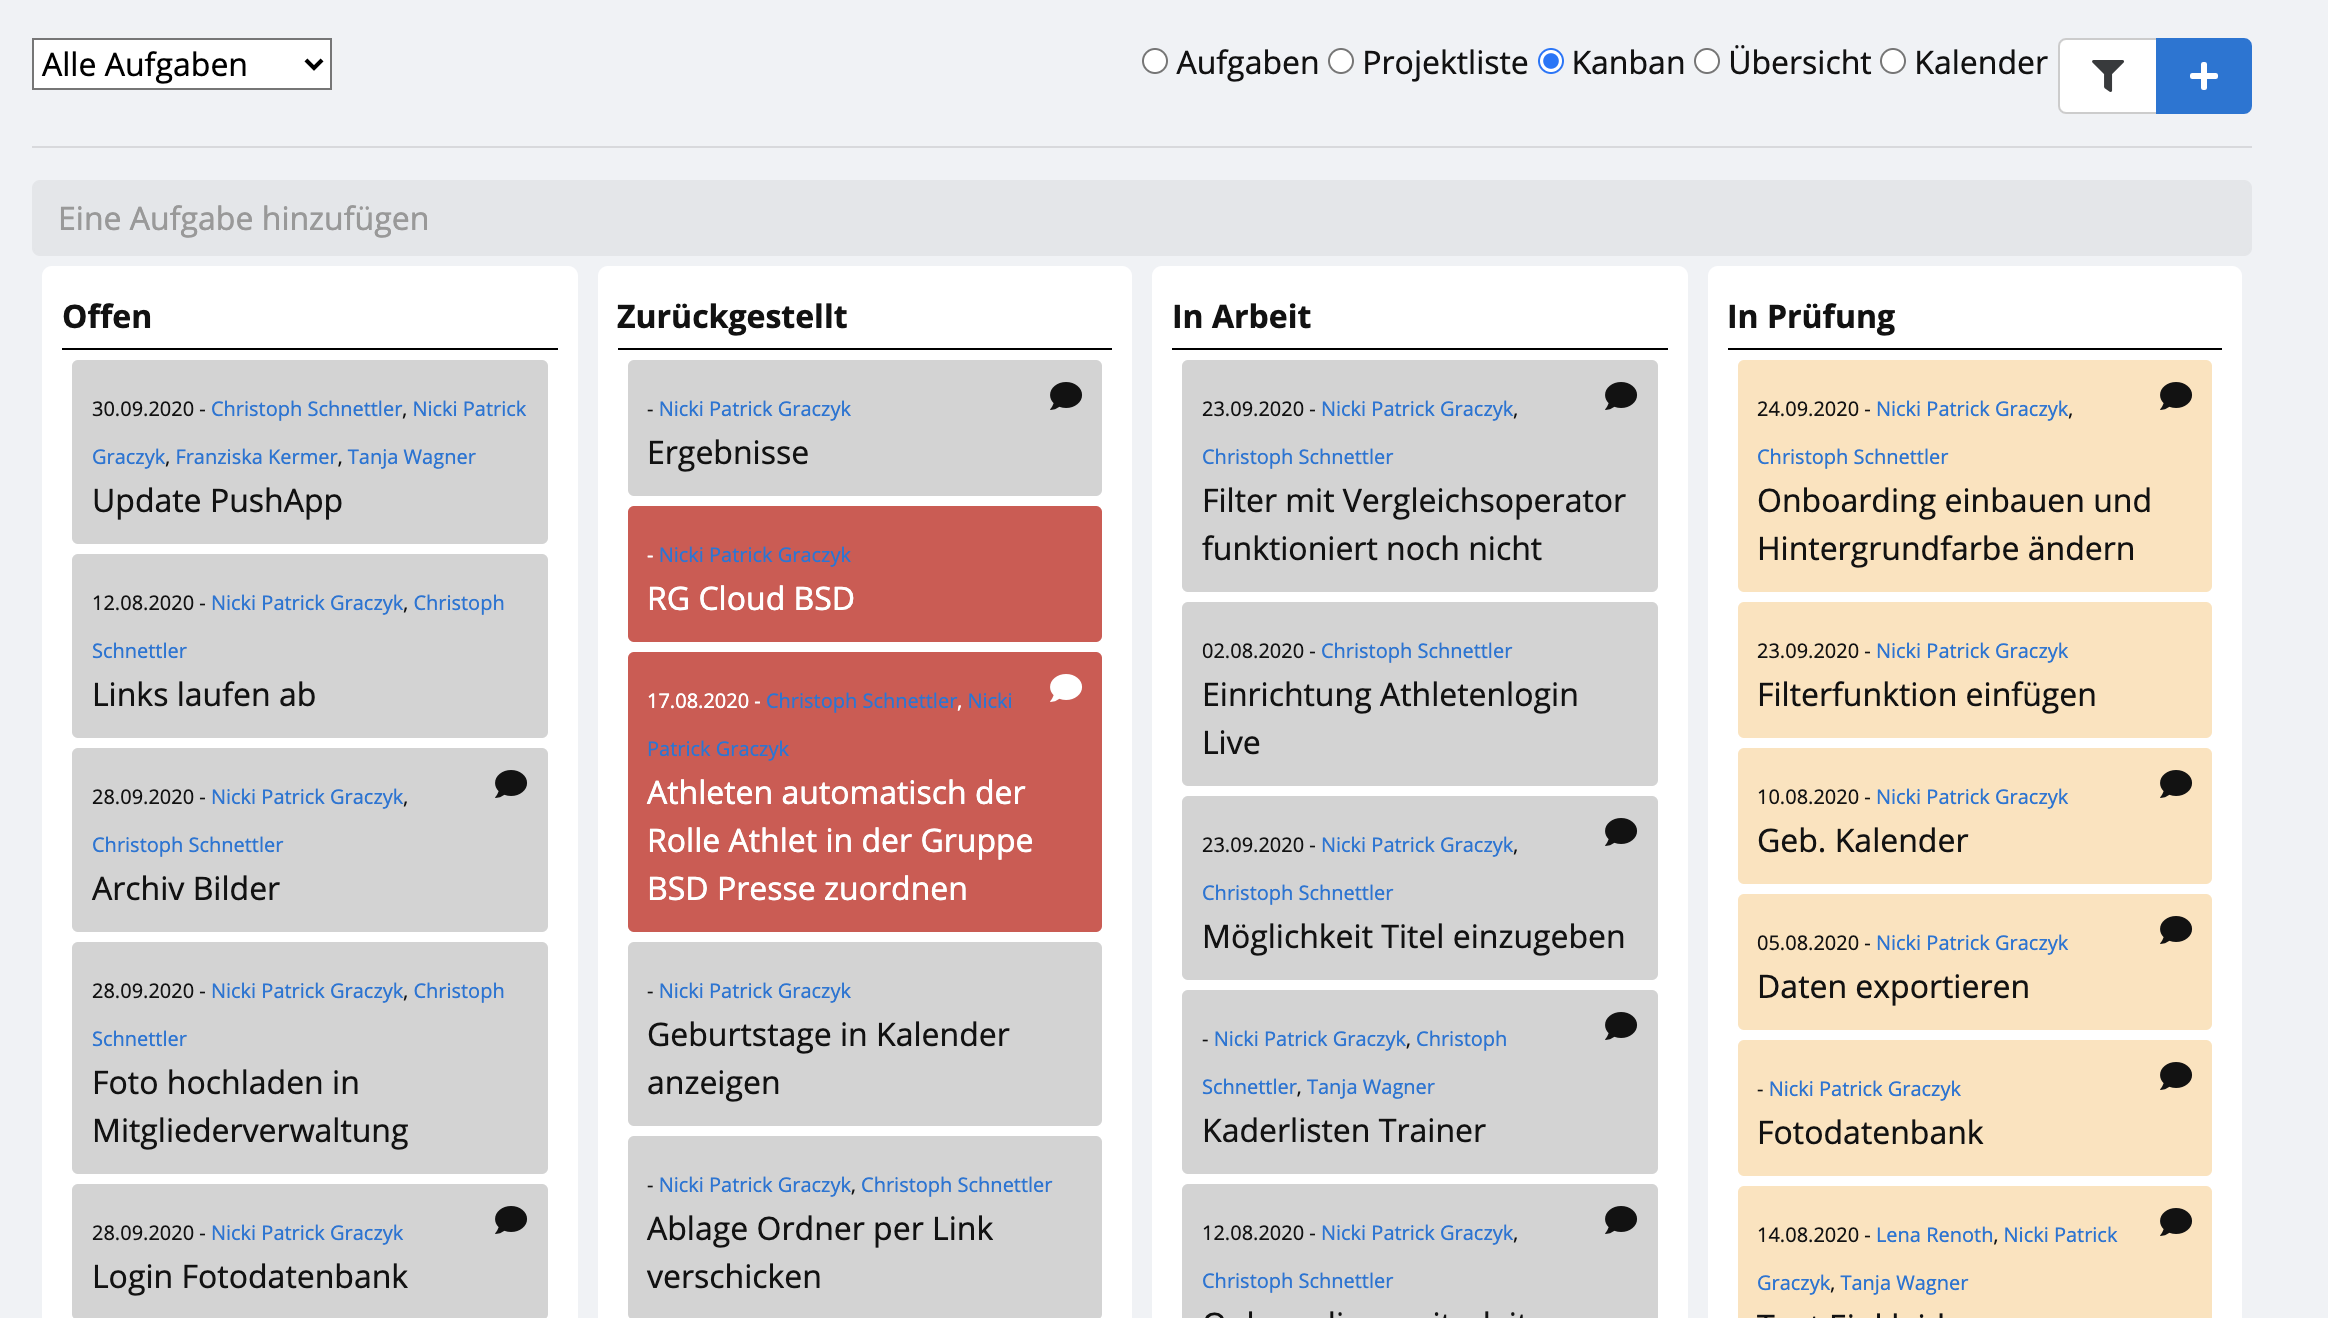 Alle Aufgaben
Aufgaben Projektliste Kanban Übersicht Kalender
Eine Aufgabe hinzufügen
Offen
30.09.2020 - Christoph Schnettler, Nicki Patrick
Graczyk, Franziska Kermer, Tanja Wagner
Update PushApp
12.08.2020 - Nicki Patrick Graczyk, Christoph
Schnettler
Links laufen ab
28.09.2020 - Nicki Patrick Graczyk,
Christoph Schnettler
Archiv Bilder
28.09.2020 - Nicki Patrick Graczyk, Christoph
Schnettler
Foto hochladen in
Mitgliederverwaltung
28.09.2020 - Nicki Patrick Graczyk
Login Fotodatenbank
Zurückgestellt
- Nicki Patrick Graczyk
Ergebnisse
- Nicki Patrick Graczyk
RG Cloud BSD
17.08.2020 - Christoph Schnettler, Nicki
Patrick Graczyk
Athleten automatisch der
Rolle Athlet in der Gruppe
BSD Presse zuordnen
- Nicki Patrick Graczyk
Geburtstage in Kalender
anzeigen
- Nicki Patrick Graczyk, Christoph Schnettler
Ablage Ordner per Link
verschicken
In Arbeit
23.09.2020 - Nicki Patrick Graczyk,
Christoph Schnettler
Filter mit Vergleichsoperator
funktioniert noch nicht
02.08.2020 - Christoph Schnettler
Einrichtung Athletenlogin
Live
23.09.2020 - Nicki Patrick Graczyk,
Christoph Schnettler
Möglichkeit Titel einzugeben
- Nicki Patrick Graczyk, Christoph
Schnettler, Tanja Wagner
Kaderlisten Trainer
12.08.2020 - Nicki Patrick Graczyk,
Christoph Schnettler
In Prüfung
24.09.2020 - Nicki Patrick Graczyk,
Christoph Schnettler
Onboarding einbauen und
Hintergrundfarbe ändern
23.09.2020 - Nicki Patrick Graczyk
Filterfunktion einfügen
10.08.2020 - Nicki Patrick Graczyk
Geb. Kalender
05.08.2020 - Nicki Patrick Graczyk
Daten exportieren
- Nicki Patrick Graczyk
Fotodatenbank
14.08.2020 - Lena Renoth, Nicki Patrick
Graczyk, Tanja Wagner